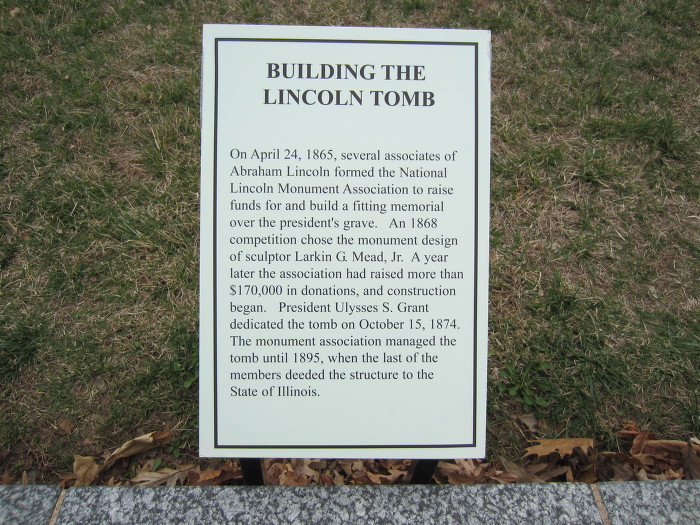 BUILDING THE
LINCOLN TOMB
On April 24, 1865, several associates of
Abraham Lincoln formed the National
Lincoln Monument Association to raise
funds for and build a fitting memorial
over the president's grave.   An 1868
competition chose the monument design
of sculptor Larkin G. Mead, Jr.  A year
later the association had raised more than
$170,000 in donations, and construction
began.   President Ulysses S. Grant
dedicated the tomb on October 15, 1874.
The monument association managed the
tomb until 1895, when the last of the
members deeded the structure to the
State of Illinois.